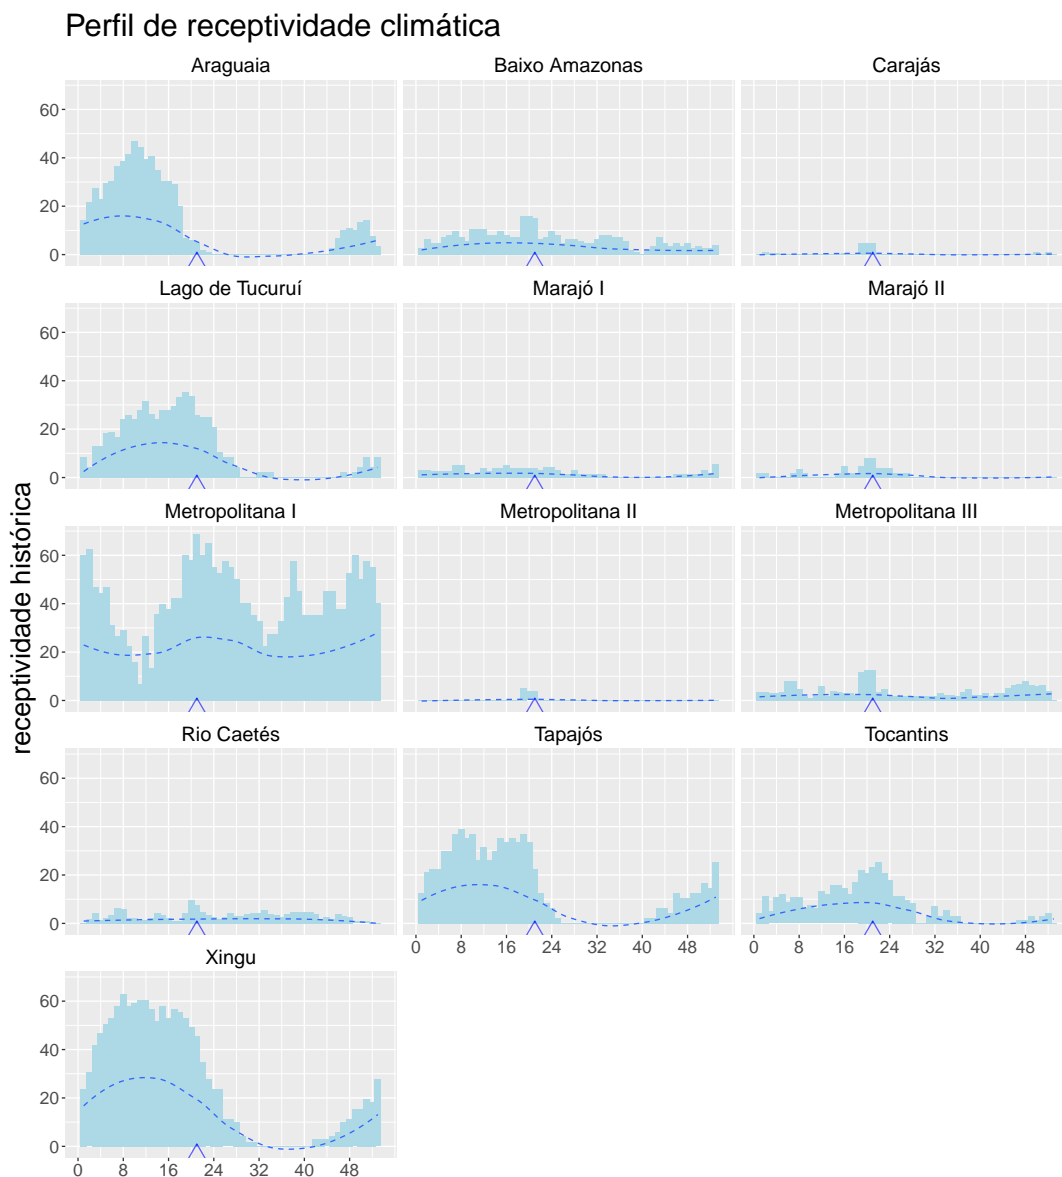 Perfil de receptividade climática
Araguaia
Baixo Amazonas
Carajás
60
40
20
0
Lago de Tucuruí
Marajó I
Marajó II
60
40
20
0
Metropolitana I
Metropolitana II
Metropolitana III
60
40
20
0
receptividade histórica
Rio Caetés
Tapajós
Tocantins
60
40
20
0
0 8 16 24 32 40 48
0 8 16 24 32 40 48
Xingu
60
40
20
0
0 8 16 24 32 40 48